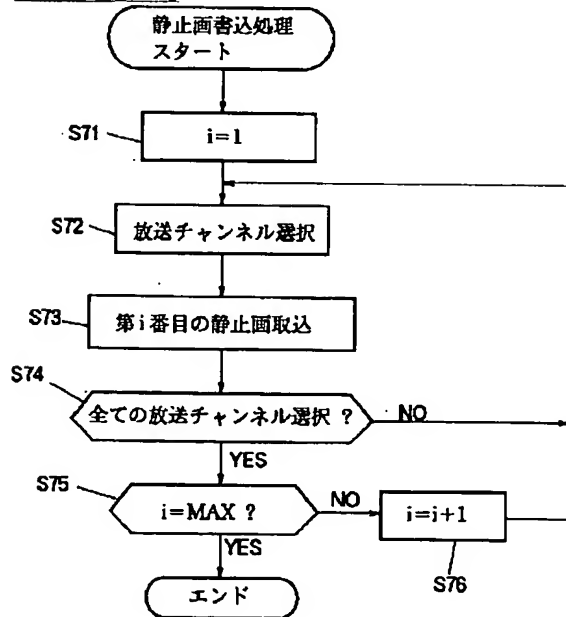 静止画書込処理
スタート
S71
i=1
S72
放送チャンネル選択
S73
第i番目の静止画取込
S74
全ての放送チャンネル選択 ?
NO
YES
S75
i=MAX ?
NO
i=i+1
YES
S76
エンド